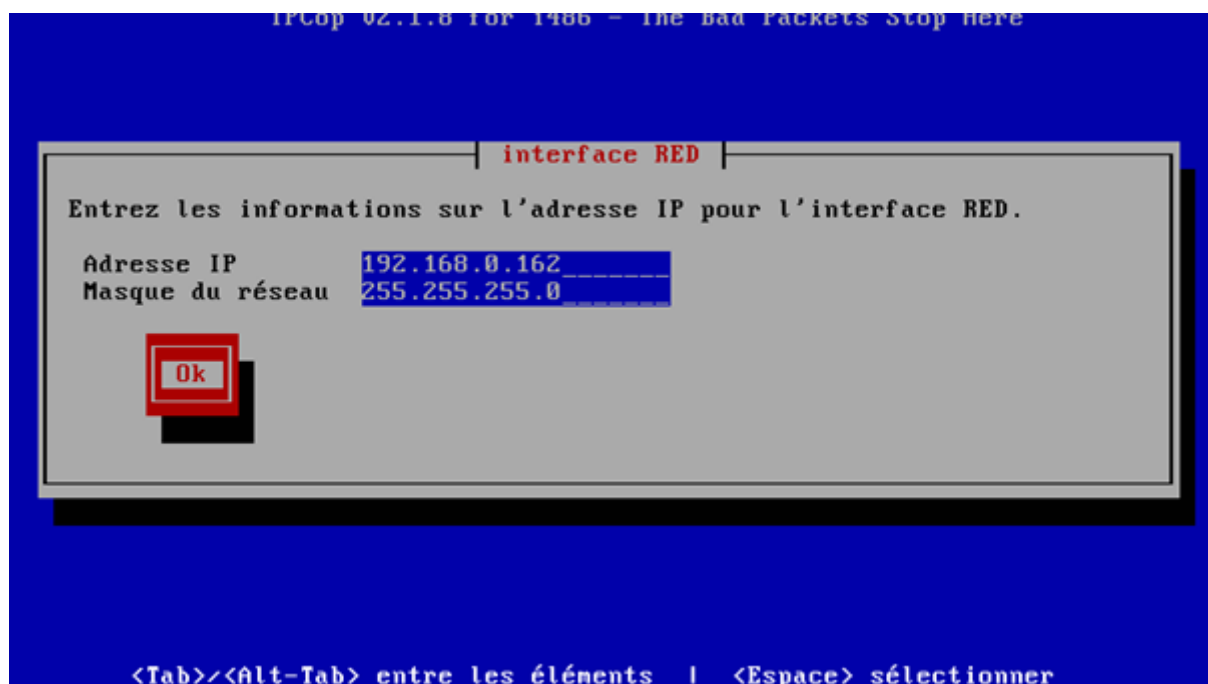 IPCop v2.1.8 for i486 - The Bad Packets Stop Here
interface RED
Entrez les informations sur l'adresse IP pour l'interface RED.
Adresse IP 192.168.0.162_______
Masque du réseau 255.255.255.0_______
Ok
<Tab>/<Alt-Tab> entre les éléments | <Espace> sélectionner